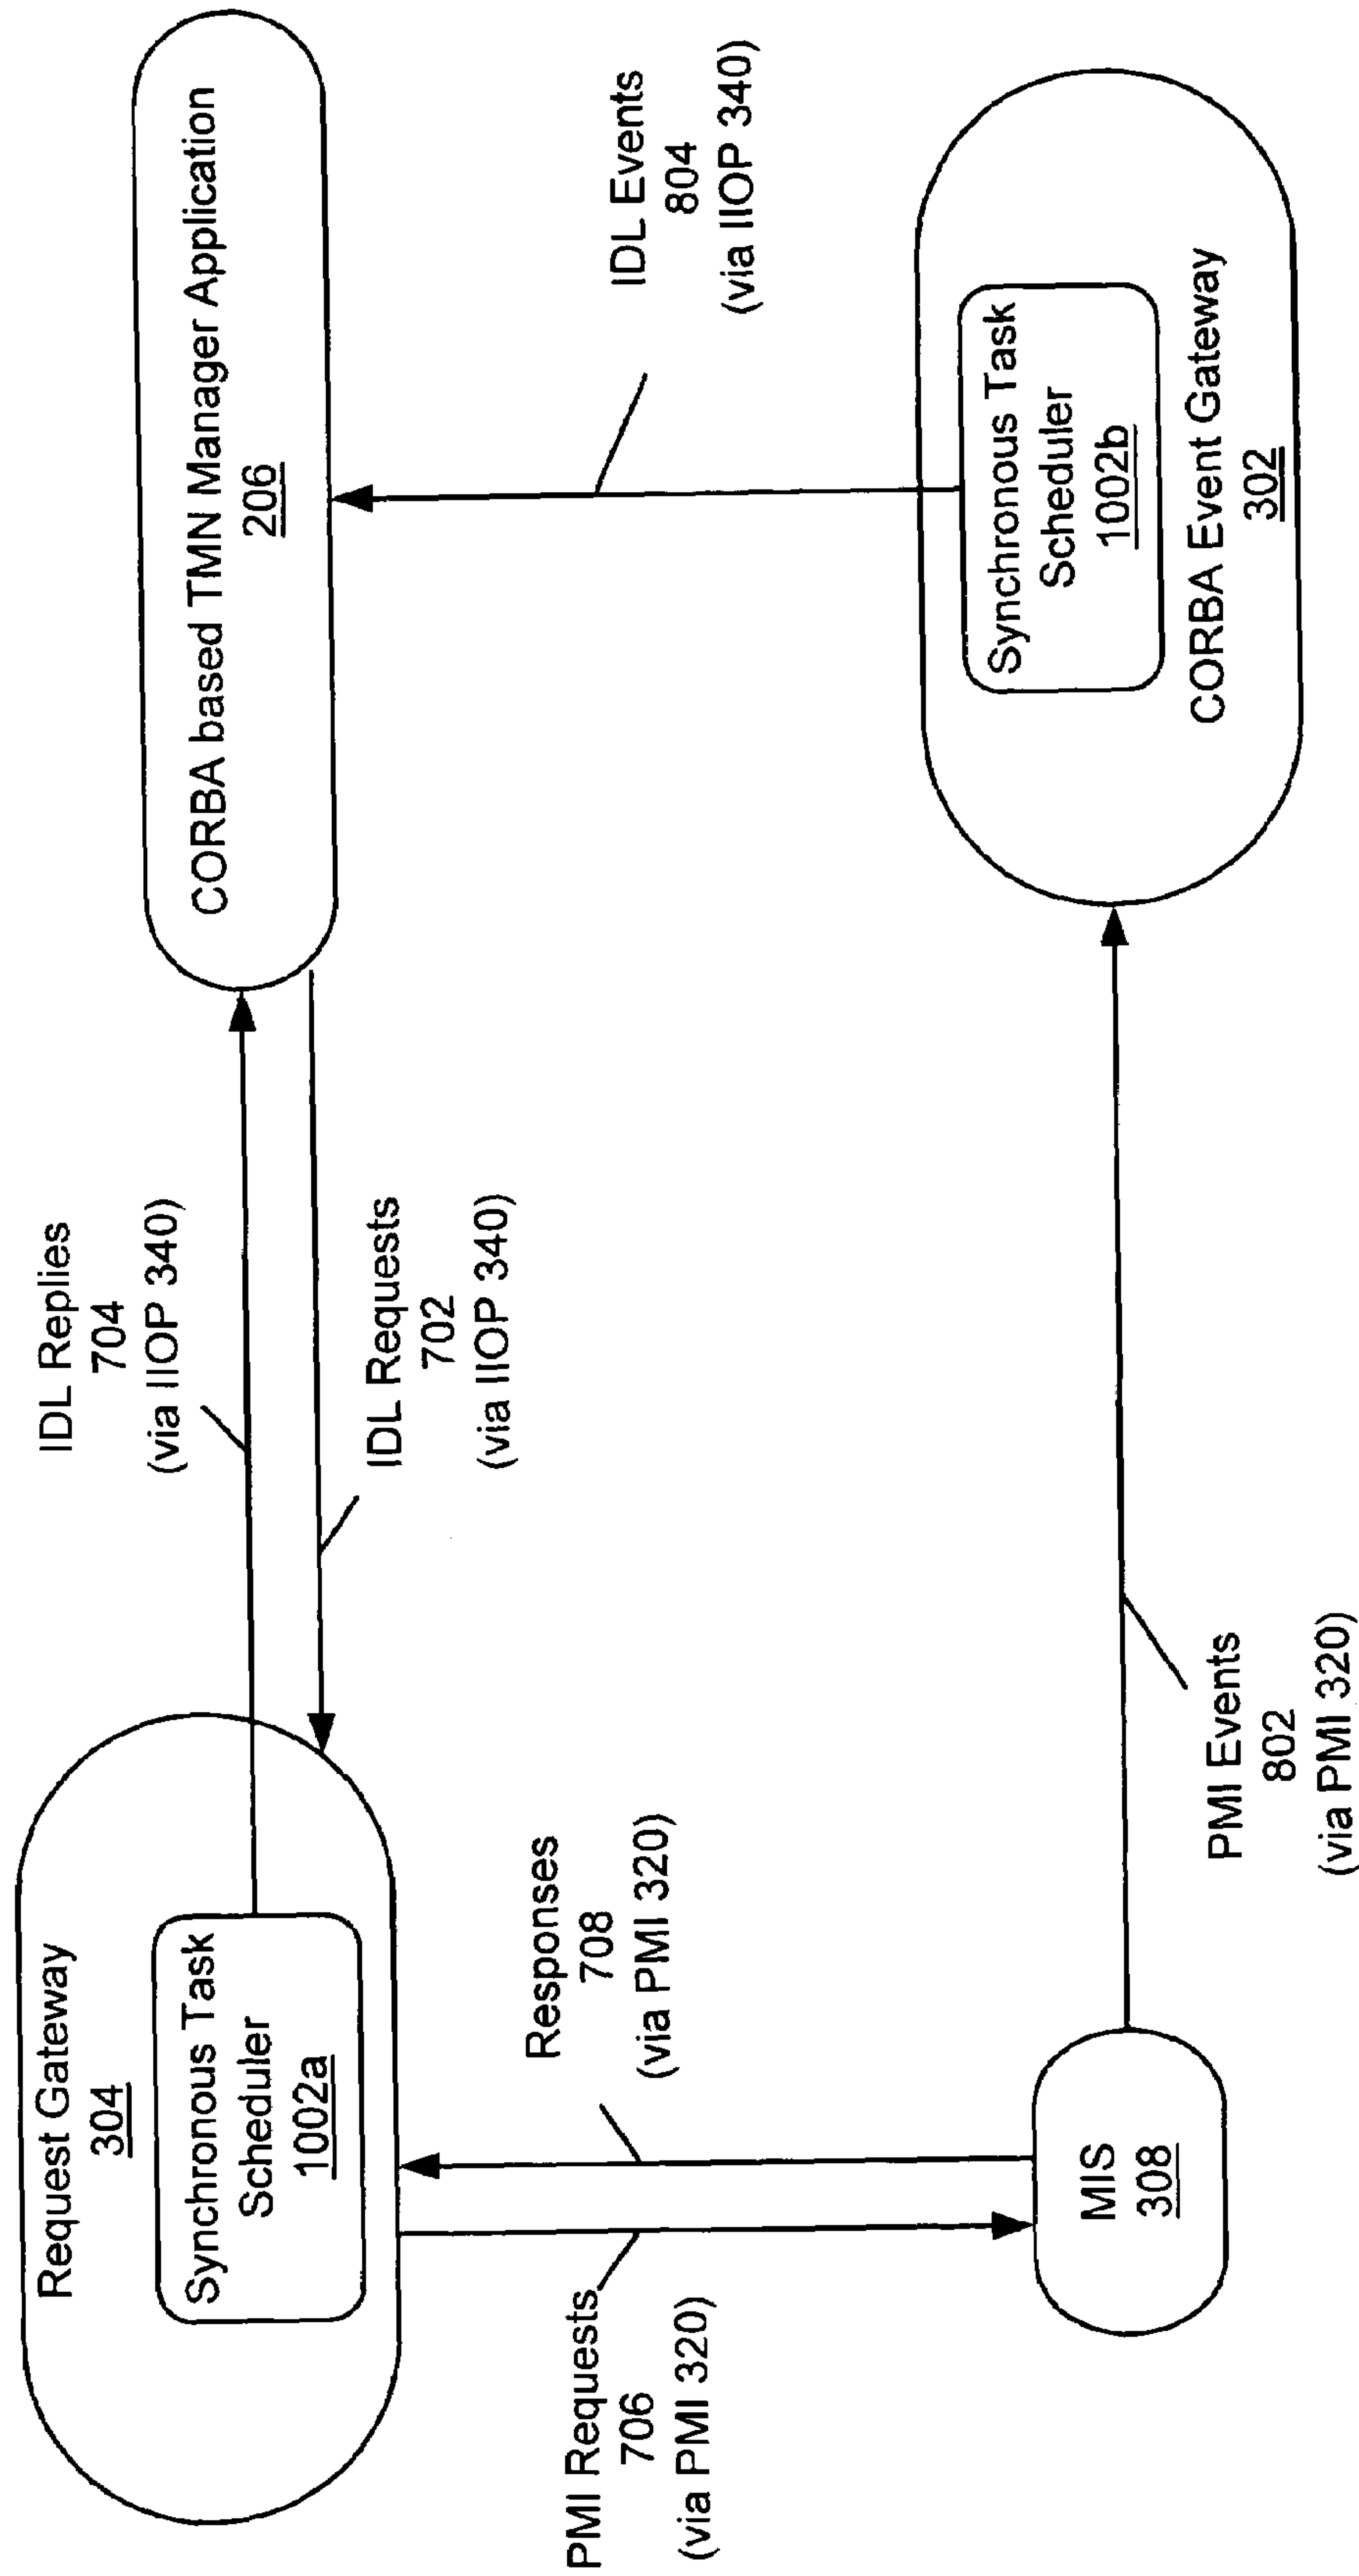 Request Gateway
304
Synchronous Task
Scheduler
1002a
IDL Replies
704
(via IIOP 340)
IDL Requests
702
(via IIOP 340)
CORBA based TMN Manager Application
206
PMI Requests
706
(via PMI 320)
Responses
708
(via PMI 320)
IDL Events
804
(via IIOP 340)
MIS
308
PMI Events
802
(via PMI 320)
Synchronous Task
Scheduler
1002b
CORBA Event Gateway
302